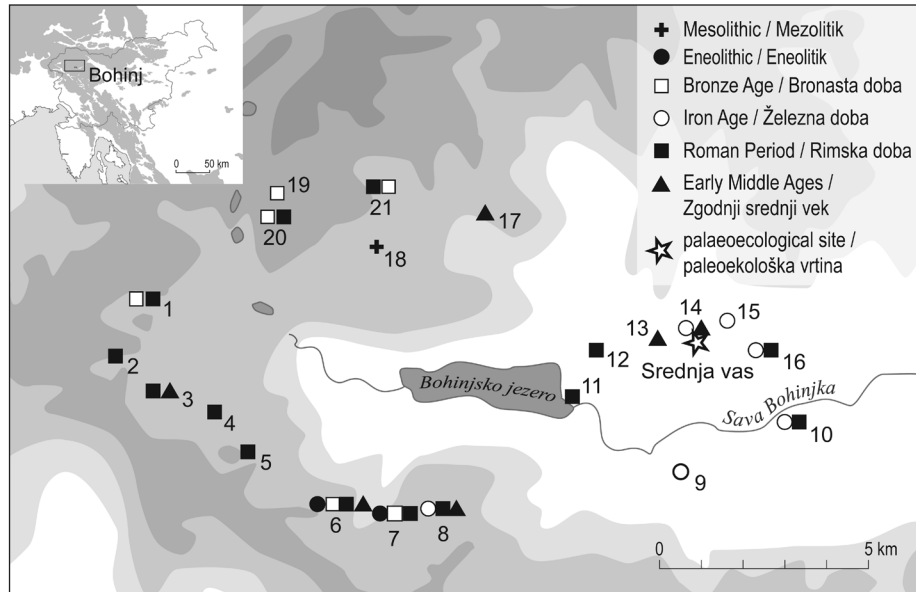 Bohinj
0 50 km
Mesolithic / Mezolitik
Eneolithic / Eneolitik
Bronze Age / Bronasta doba
Iron Age / Železna doba
Roman Period / Rimska doba
Early Middle Ages /
Zgodnji srednji vek
palaeoecological site /
paleoekološka vrtina
19
21
20
17
18
1
14
15
13
2
12
16
Srednja vas
3
Bohinjsko jezero
11
Sava Bohinjka
4
10
5
9
6
7
8
0 5 km